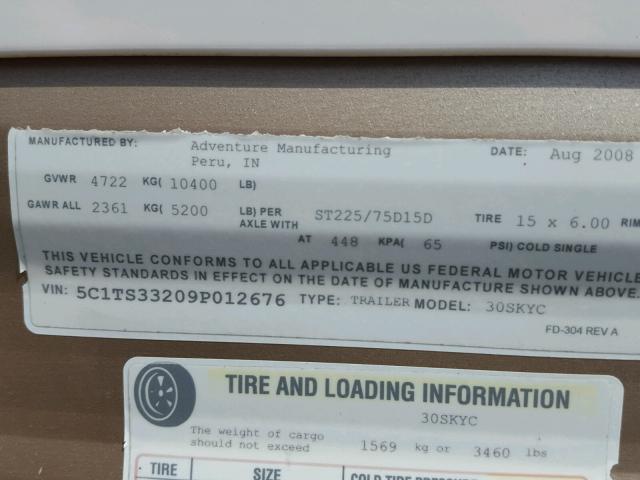 MANUFACTURED BY: Adventure Manufacturing DATE: Aug 2008
Peru, IN
GVWR 4722 KG( 10400 LB)
GAWR ALL 2361 KG( 5200 LB) PER AXLE WITH ST225/75D15D TIRE 15 x 6.00 RIM
AT 448 KPA( 65 PSI) COLD SINGLE
THIS VEHICLE CONFORMS TO ALL APPLICABLE US FEDERAL MOTOR VEHICLE
SAFETY STANDARDS IN EFFECT ON THE DATE OF MANUFACTURE SHOWN ABOVE.
VIN: 5C1TS33209P012676 TYPE: TRAILER MODEL: 30SKYC
FD-304 REV A
TIRE AND LOADING INFORMATION
30SKYC
The weight of cargo
should not exceed 1569 kg or 3460 lbs
TIRE SIZE COLD TIRE PRESSURE